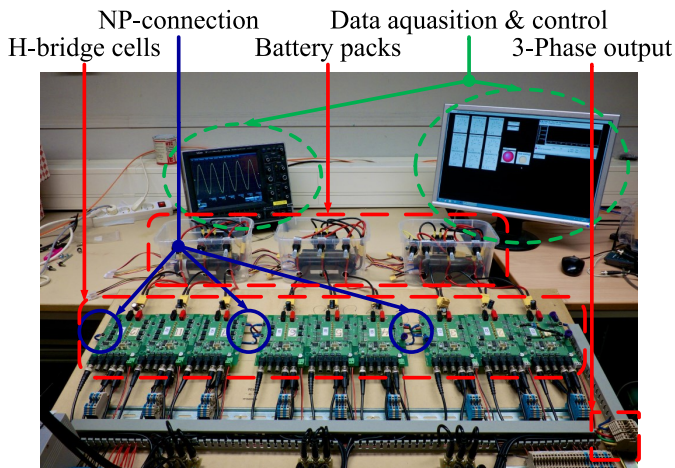 NP-connection
Data aquasition & control
H-bridge cells
Battery packs
3-Phase output